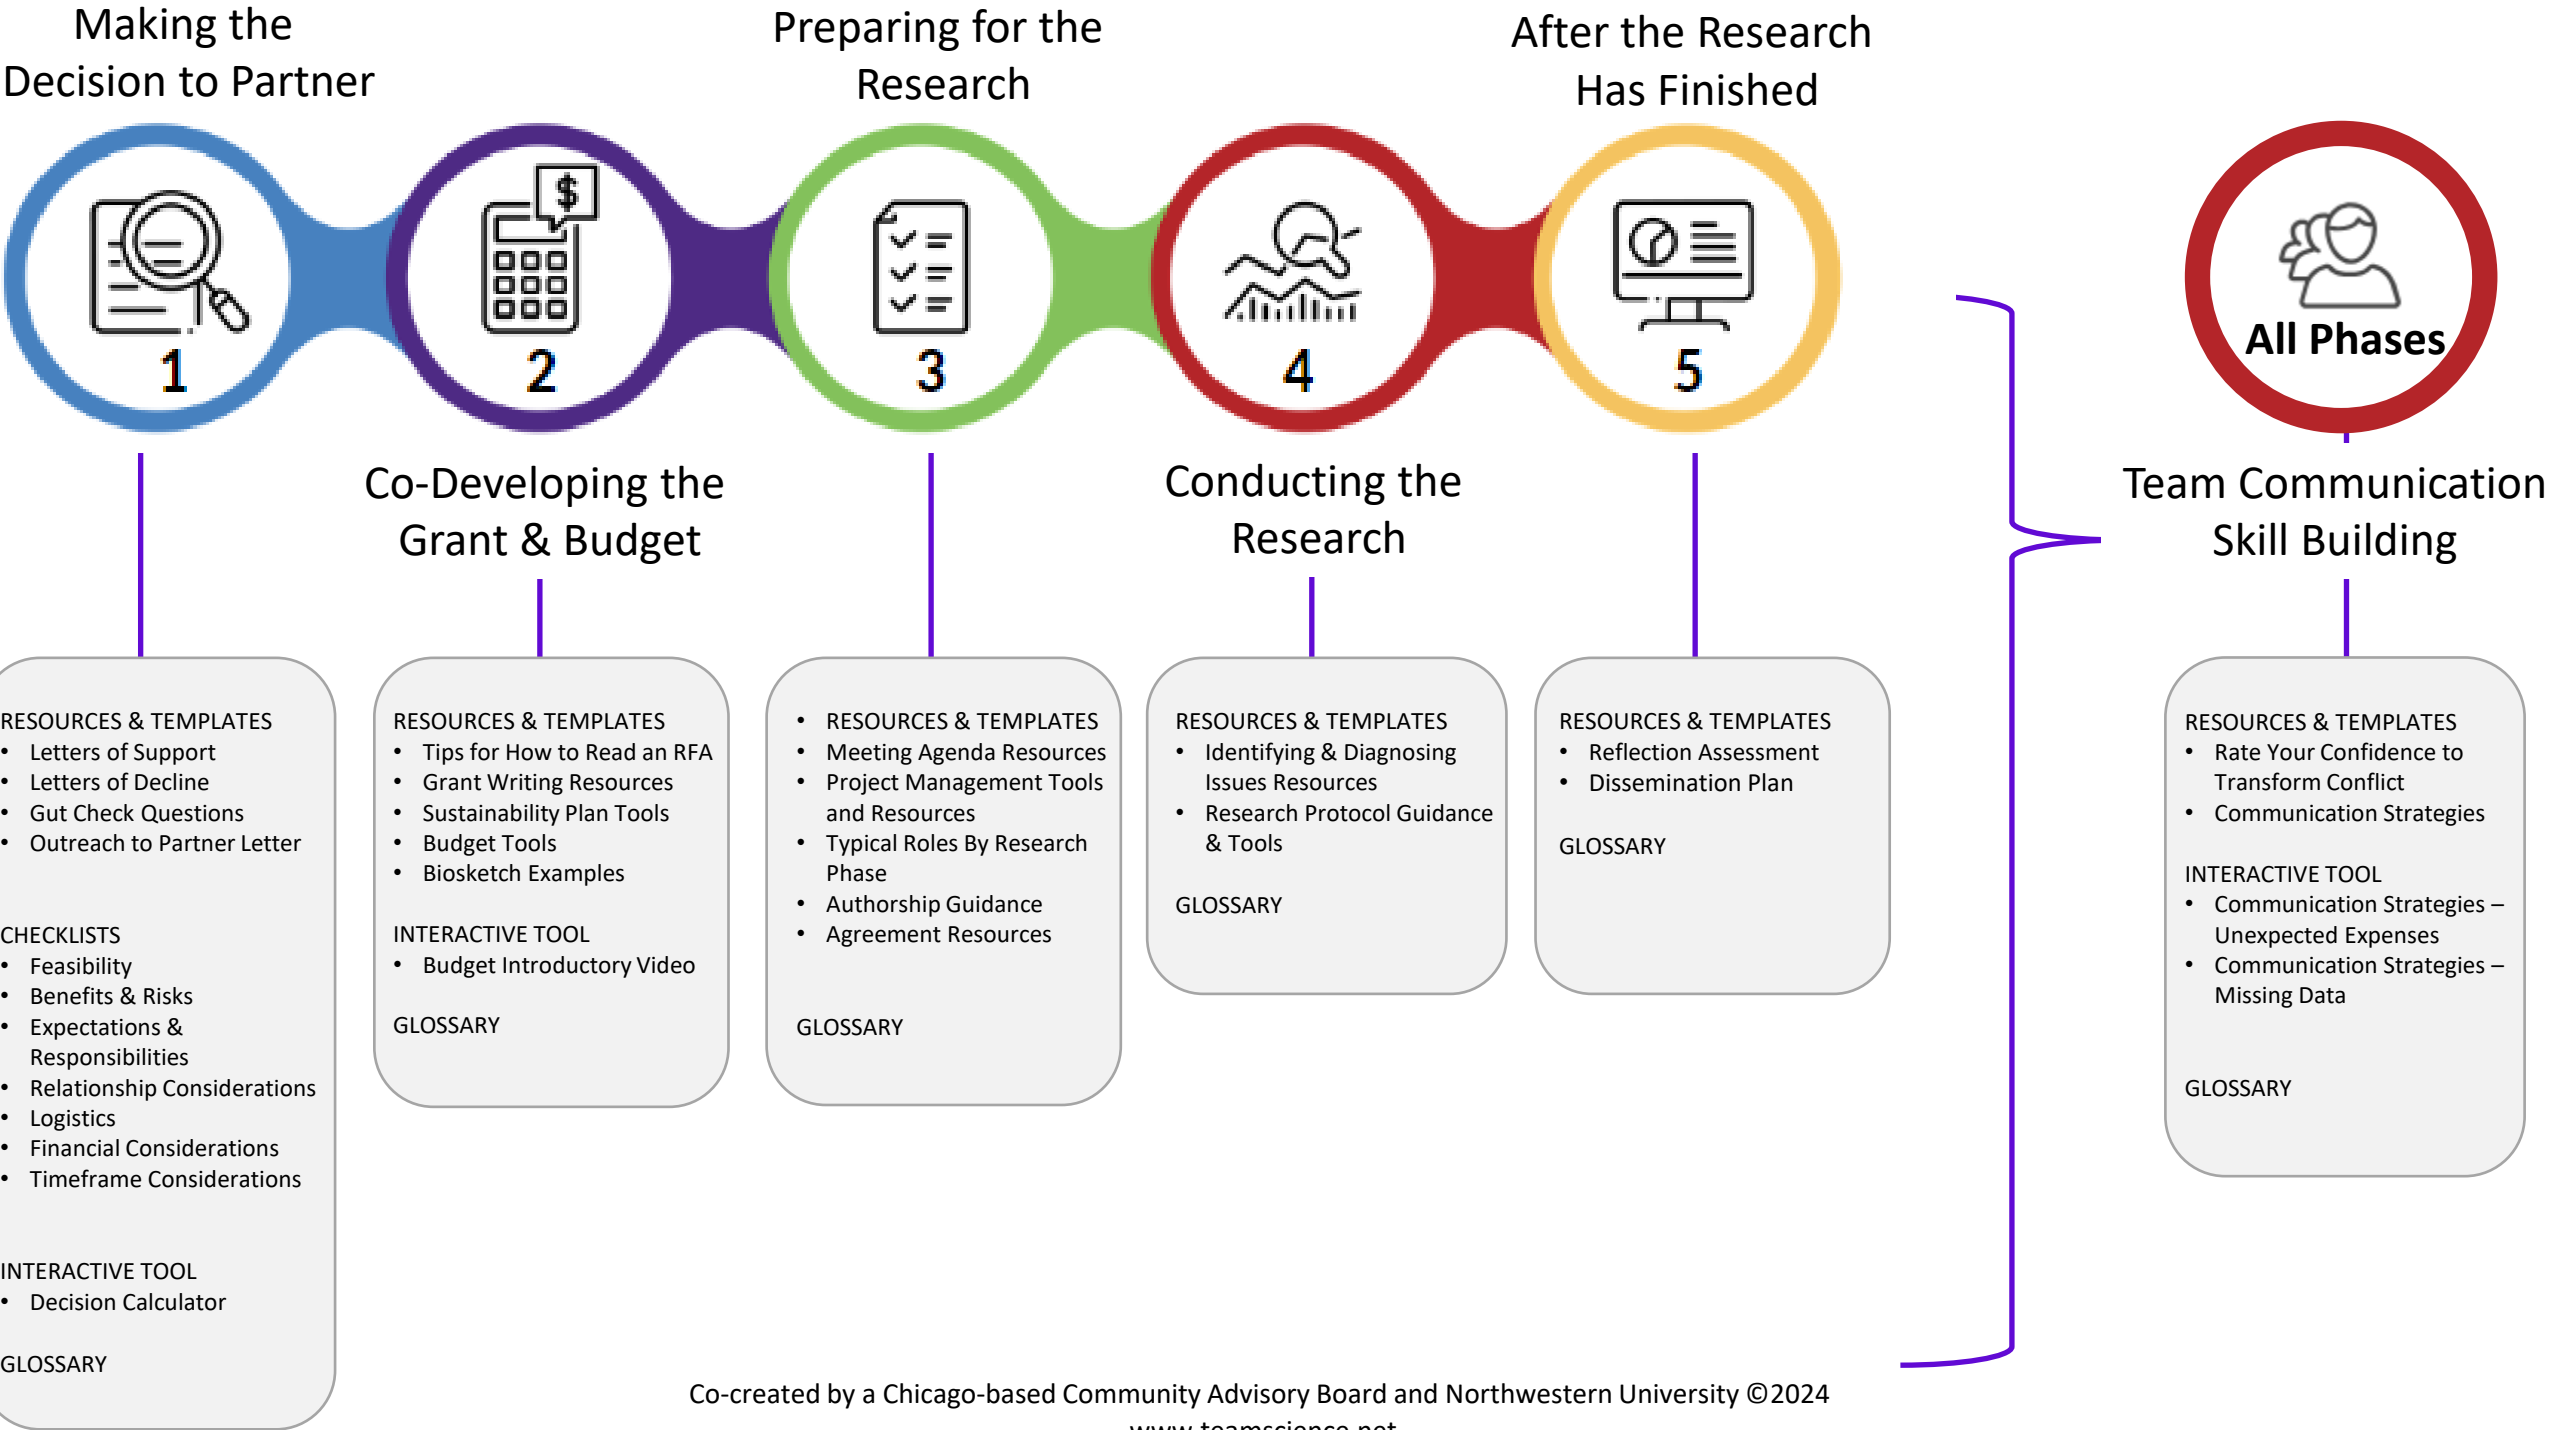 Making the
Decision to Partner
Preparing for the
Research
After the Research
Has Finished
1
$
2
3
4
5
All Phases
Co-Developing the
Grant & Budget
Conducting the
Research
Team Communication
Skill Building
RESOURCES & TEMPLATES
• Letters of Support
• Letters of Decline
• Gut Check Questions
• Outreach to Partner Letter
CHECKLISTS
• Feasibility
• Benefits & Risks
• Expectations &
Responsibilities
• Relationship Considerations
• Logistics
• Financial Considerations
• Timeframe Considerations
INTERACTIVE TOOL
• Decision Calculator
GLOSSARY
RESOURCES & TEMPLATES
• Tips for How to Read an RFA
• Grant Writing Resources
• Sustainability Plan Tools
• Budget Tools
• Biosketch Examples
INTERACTIVE TOOL
• Budget Introductory Video
GLOSSARY
• RESOURCES & TEMPLATES
• Meeting Agenda Resources
• Project Management Tools
and Resources
• Typical Roles By Research
Phase
• Authorship Guidance
• Agreement Resources
GLOSSARY
RESOURCES & TEMPLATES
• Identifying & Diagnosing
Issues Resources
• Research Protocol Guidance
& Tools
GLOSSARY
RESOURCES & TEMPLATES
• Reflection Assessment
• Dissemination Plan
GLOSSARY
RESOURCES & TEMPLATES
• Rate Your Confidence to
Transform Conflict
• Communication Strategies
INTERACTIVE TOOL
• Communication Strategies –
Unexpected Expenses
• Communication Strategies –
Missing Data
GLOSSARY
Co-created by a Chicago-based Community Advisory Board and Northwestern University ©2024
www.teamscience.net